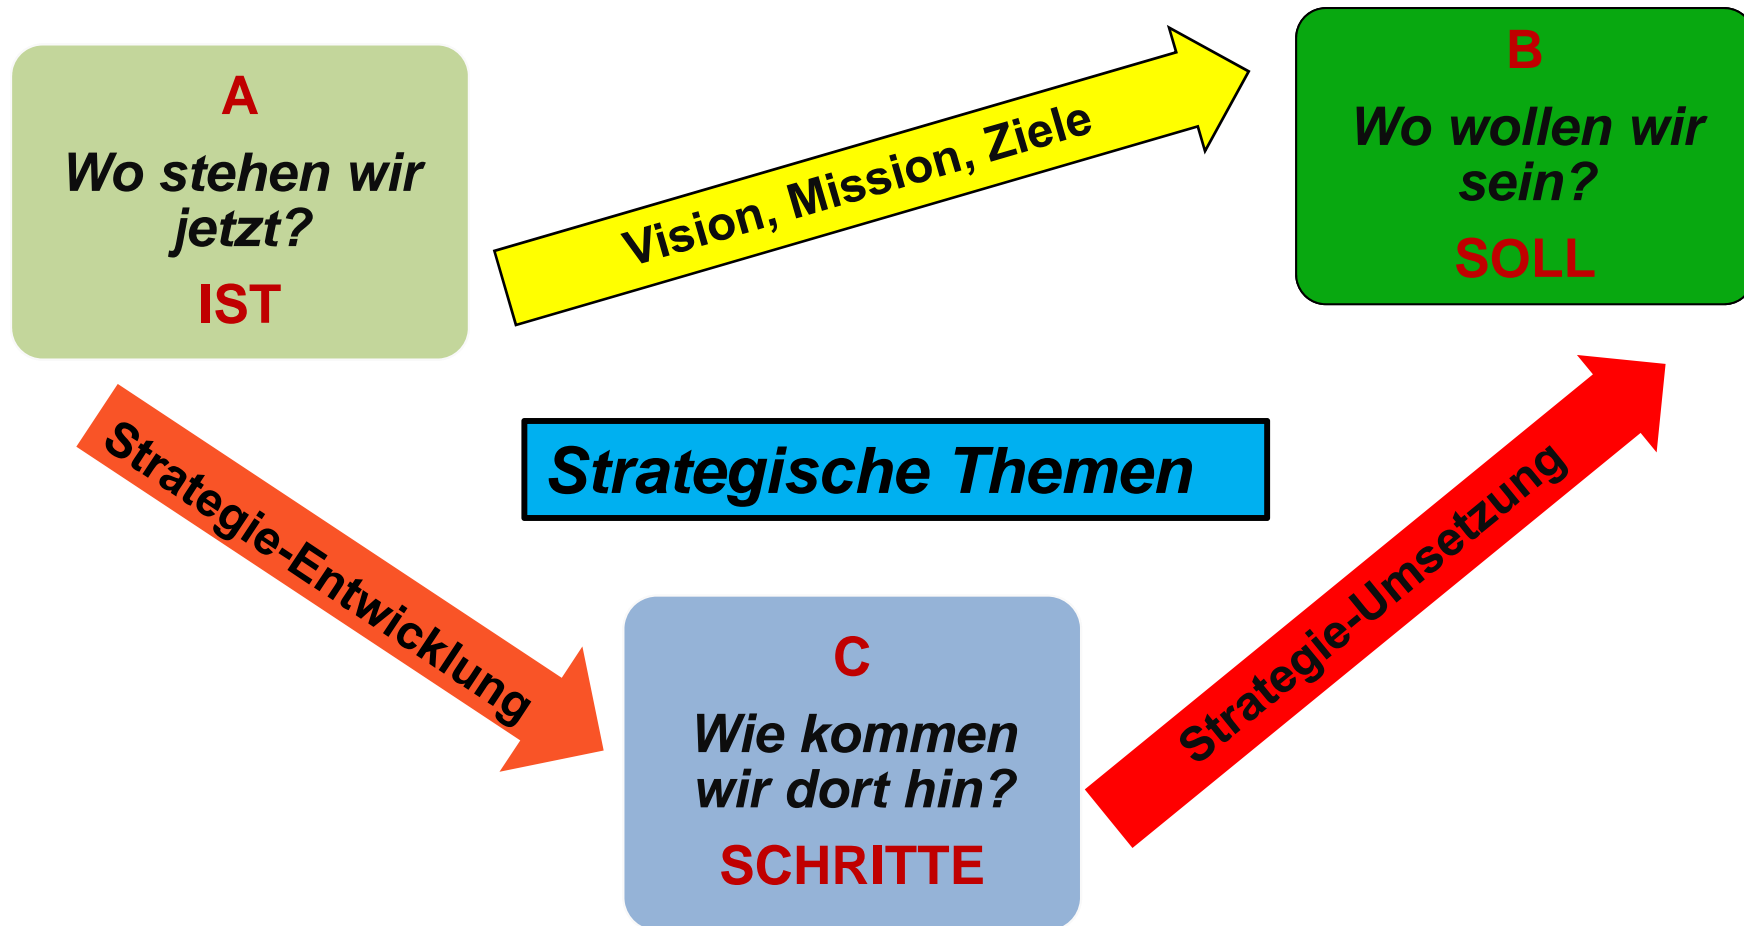 A
Wo stehen wir
jetzt?
IST
Vision, Mission, Ziele
B
Wo wollen wir
sein?
SOLL
Strategische Themen
Strategie-Entwicklung
C
Wie kommen
wir dort hin?
SCHRITTE
Strategie-Umsetzung